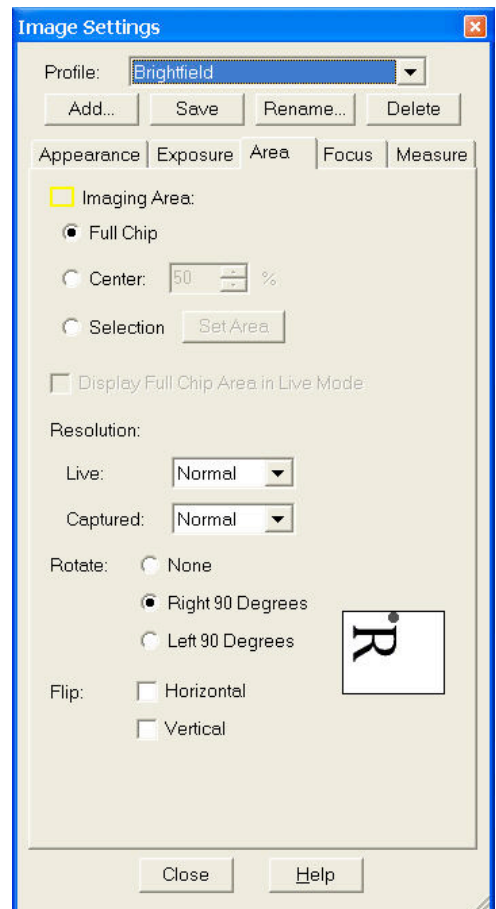 Image Settings
Profile: Brightfield
Add... Save Rename... Delete
Appearance Exposure Area Focus Measure
Imaging Area:
Full Chip
Center: 50 %
Selection Set Area
Display Full Chip Area in Live Mode
Resolution:
Live: Normal
Captured: Normal
Rotate: None
Right 90 Degrees
Left 90 Degrees
R
Flip: Horizontal
Vertical
Close Help